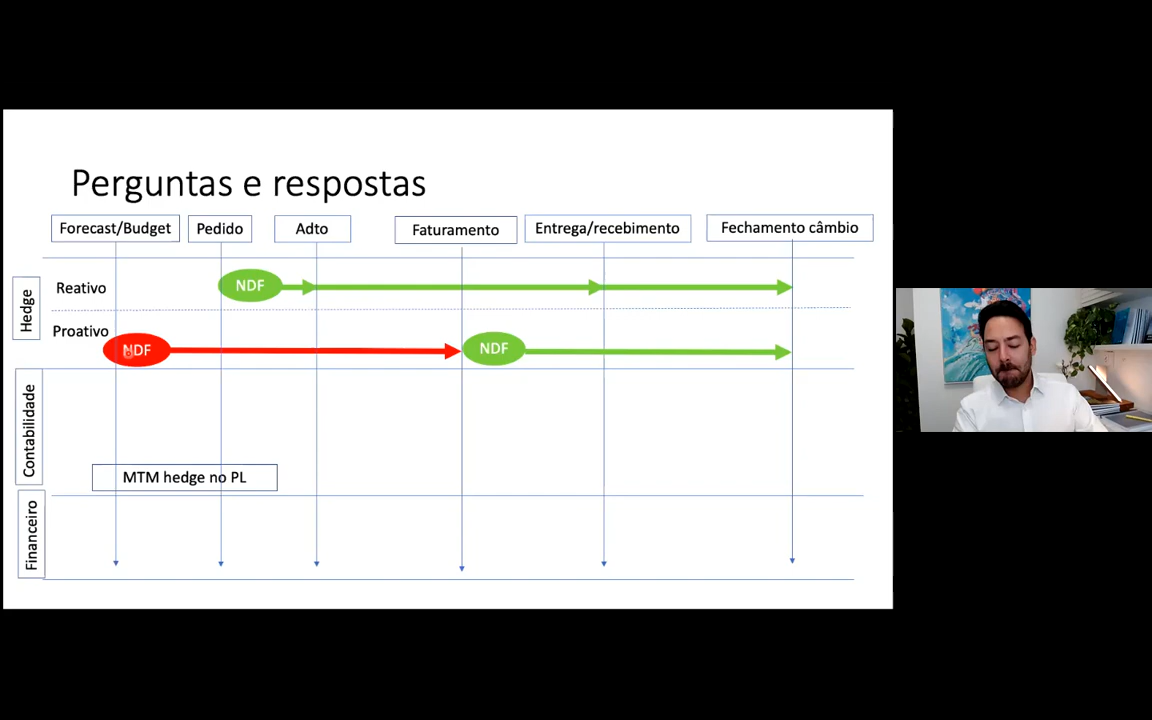 Perguntas e respostas
Forecast/Budget
Pedido
Adto
Faturamento
Entrega/recebimento
Fechamento câmbio
Hedge
Reativo
NDF
Proativo
NDF
NDF
Contabilidade
MTM hedge no PL
Financeiro